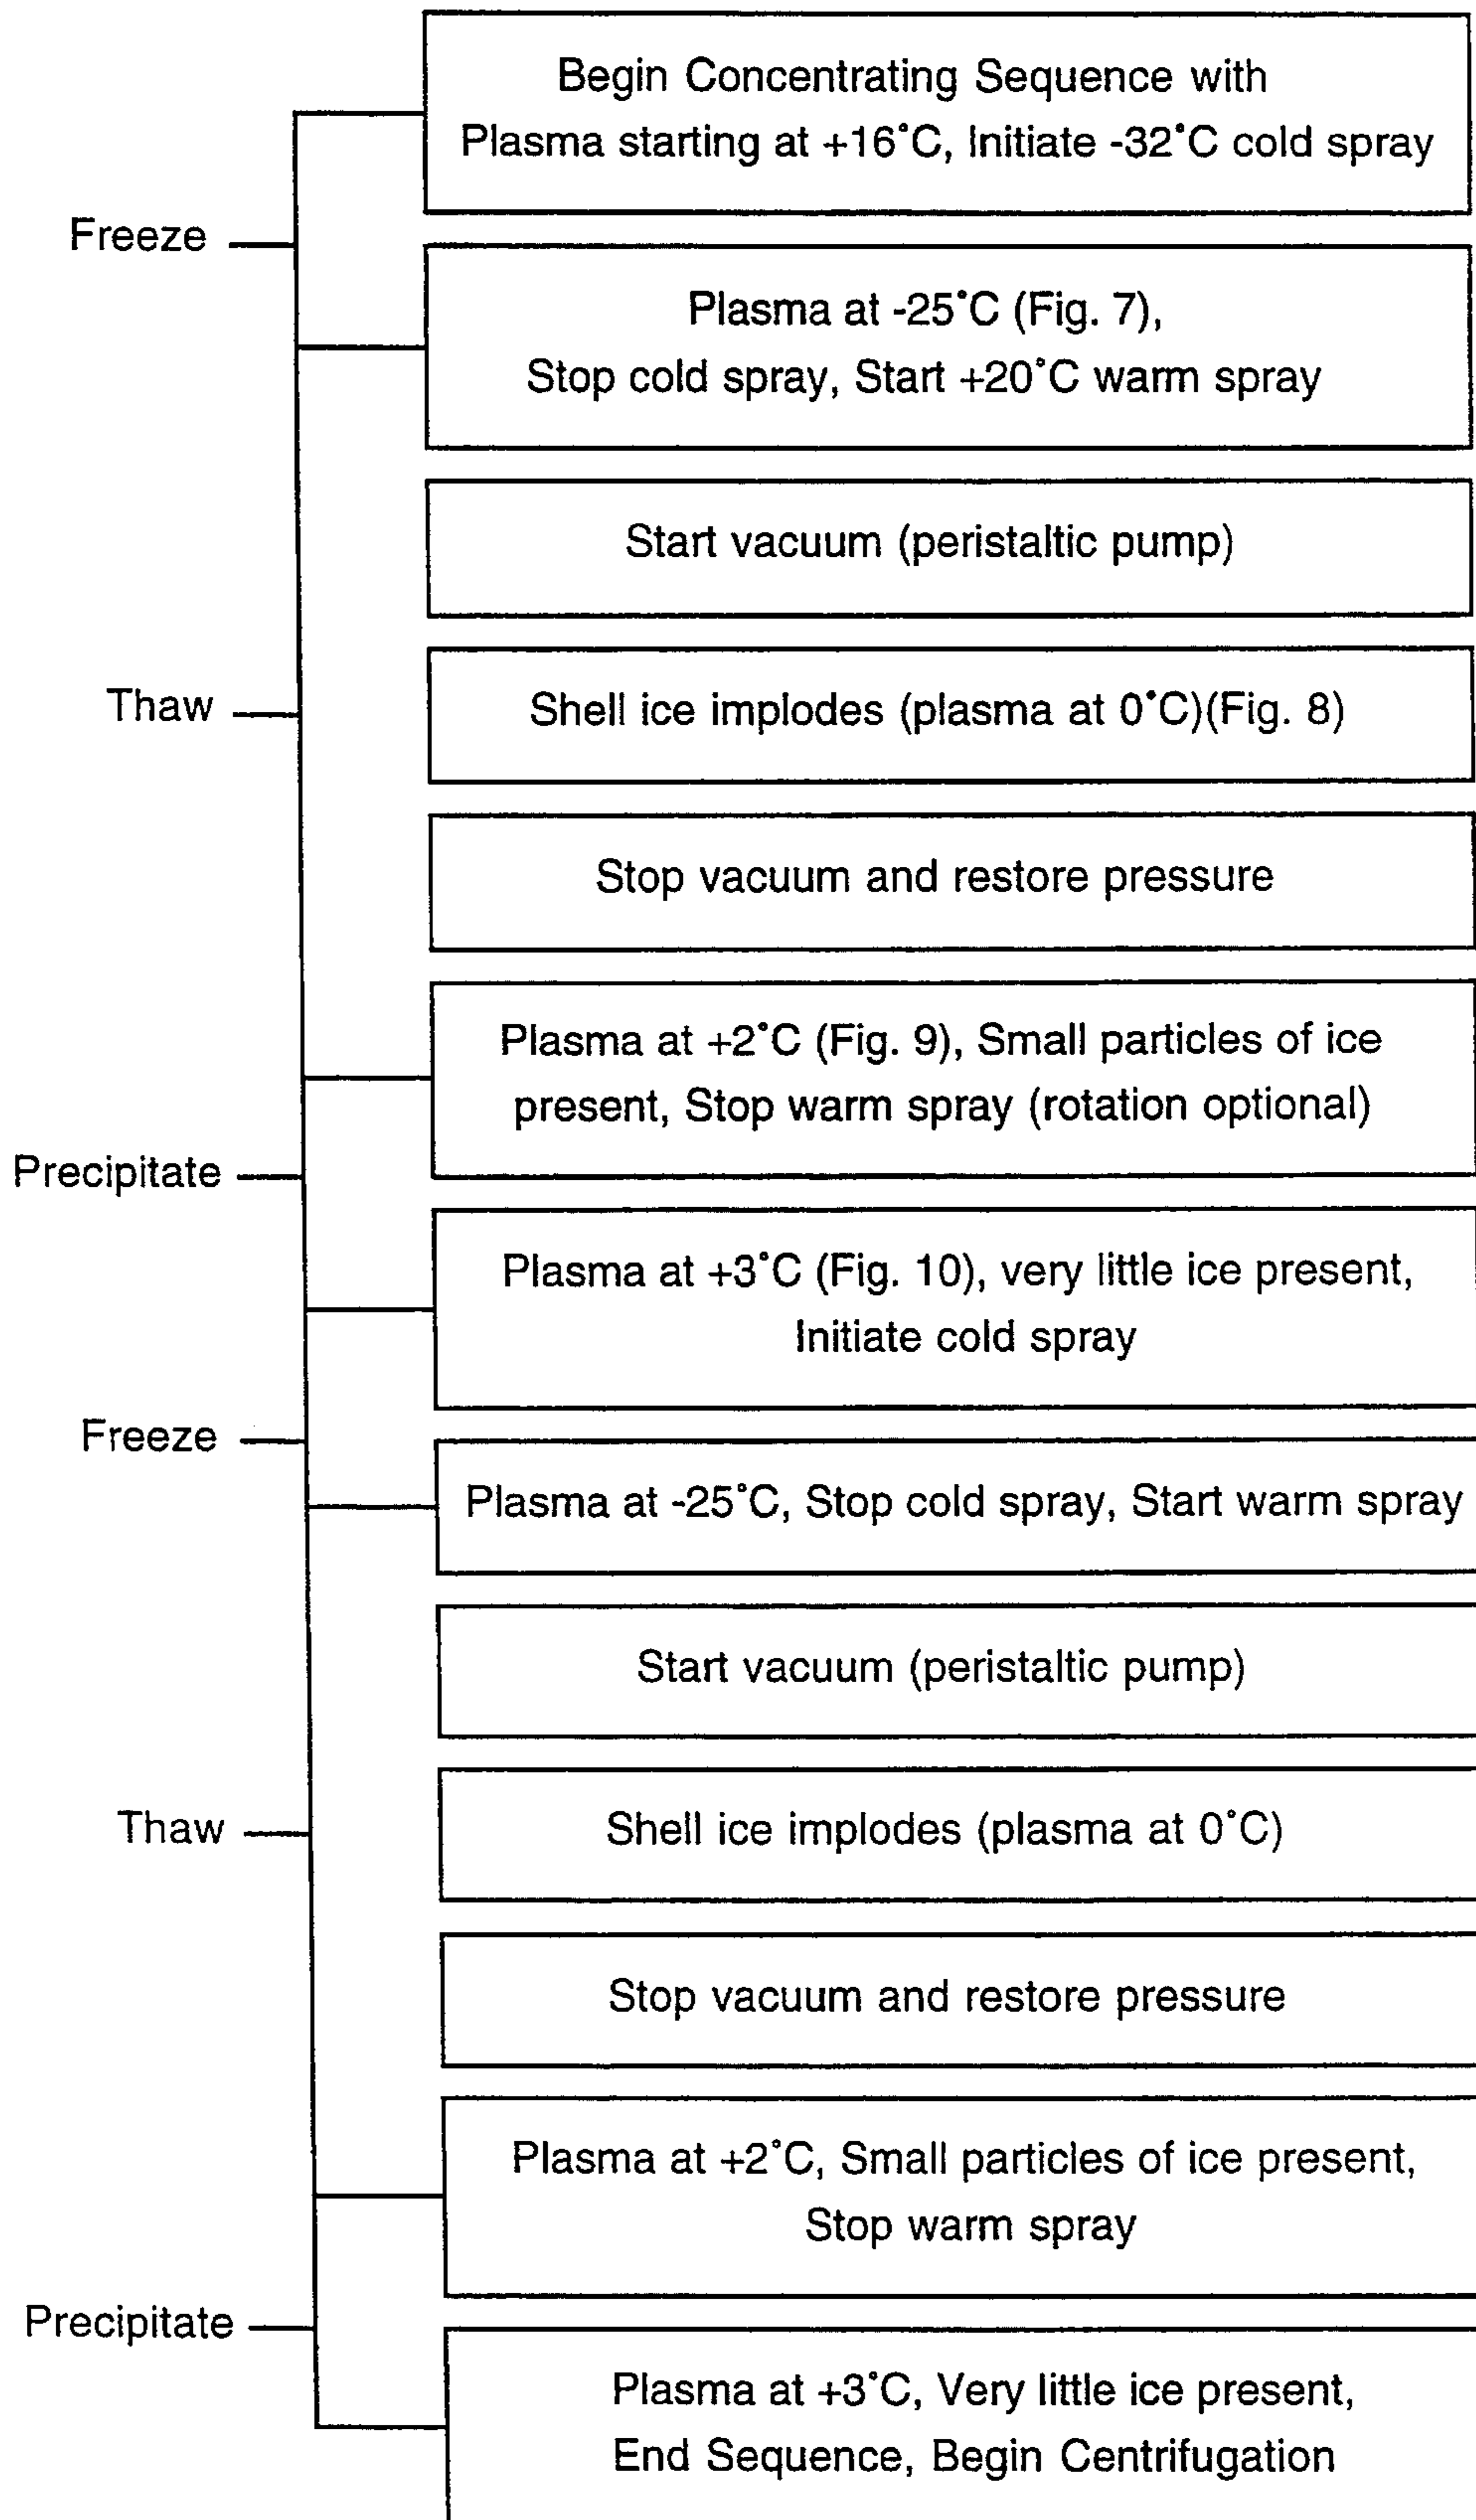 Begin Concentrating Sequence with
Plasma starting at +16°C, Initiate -32°C cold spray
Freeze
Plasma at -25°C (Fig. 7),
Stop cold spray, Start +20°C warm spray
Start vacuum (peristaltic pump)
Thaw
Shell ice implodes (plasma at 0°C)(Fig. 8)
Stop vacuum and restore pressure
Plasma at +2°C (Fig. 9), Small particles of ice
present, Stop warm spray (rotation optional)
Precipitate
Plasma at +3°C (Fig. 10), very little ice present,
Initiate cold spray
Freeze
Plasma at -25°C, Stop cold spray, Start warm spray
Start vacuum (peristaltic pump)
Thaw
Shell ice implodes (plasma at 0°C)
Stop vacuum and restore pressure
Plasma at +2°C, Small particles of ice present,
Stop warm spray
Precipitate
Plasma at +3°C, Very little ice present,
End Sequence, Begin Centrifugation